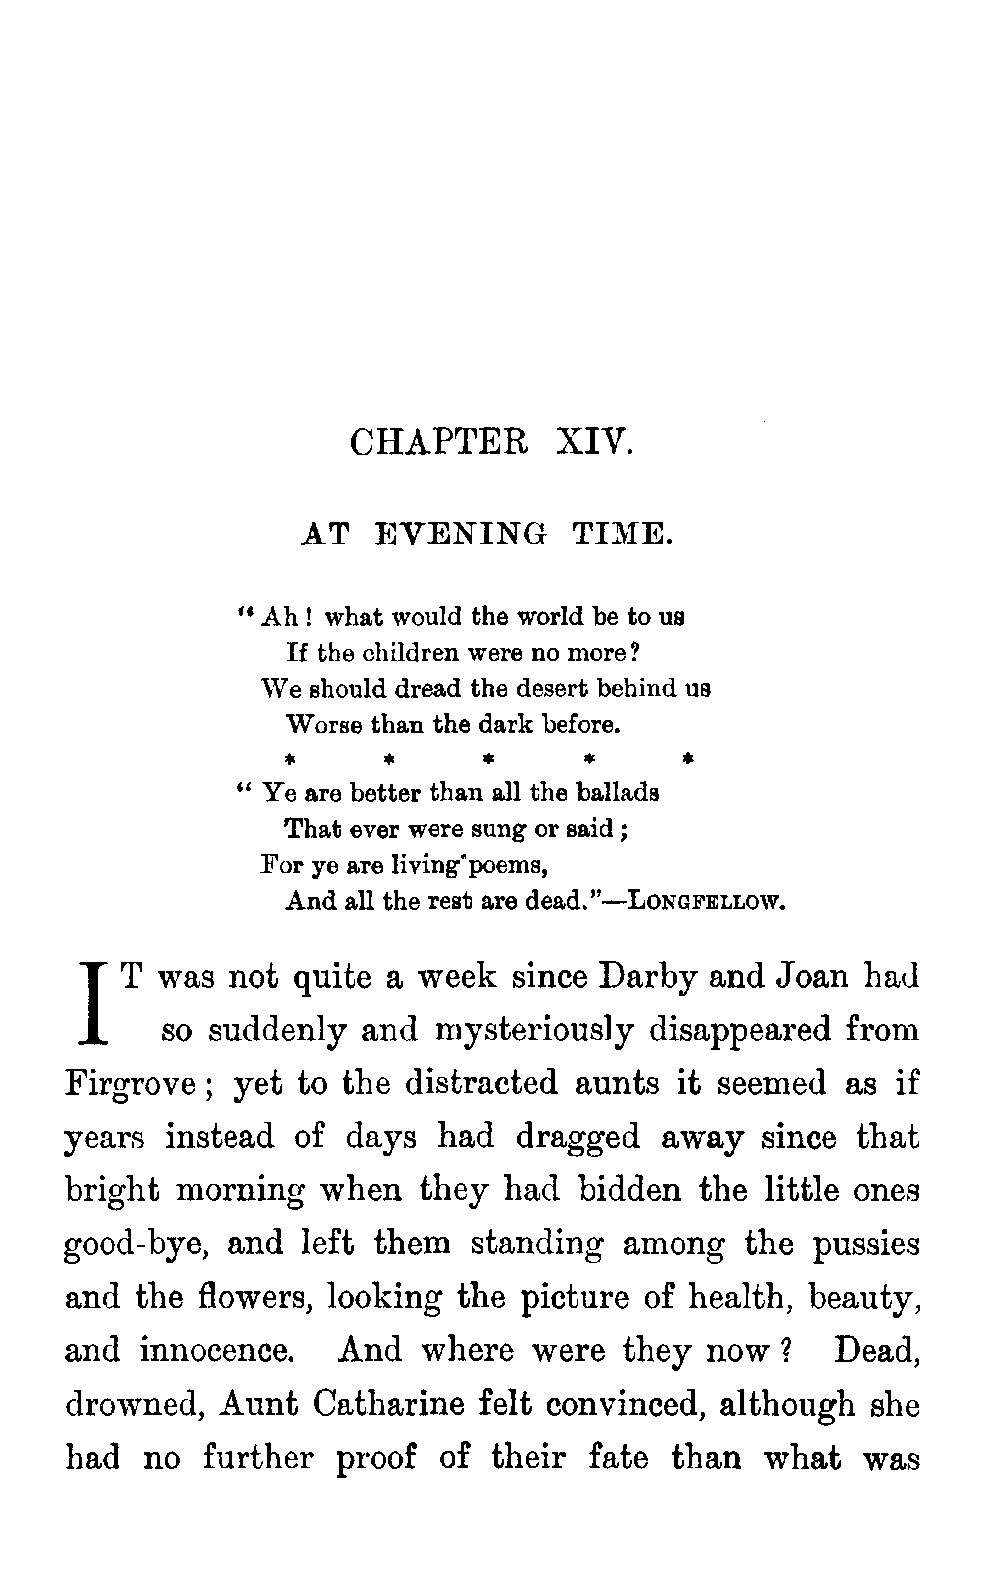 CHAPTER XIV.
AT EVENING TIME.
"Ah! what would the world be to us
If the children were no more?
We should dread the desert behind us
Worse than the dark before.
* * * * *
"Ye are better than all the ballads
That ever were sung or said;
For ye are living poems,
And all the rest are dead."—LONGFELLOW.
IT was not quite a week since Darby and Joan had
so suddenly and mysteriously disappeared from
Firgrove; yet to the distracted aunts it seemed as if
years instead of days had dragged away since that
bright morning when they had bidden the little ones
good-bye, and left them standing among the pussies
and the flowers, looking the picture of health, beauty,
and innocence. And where were they now? Dead,
drowned, Aunt Catharine felt convinced, although she
had no further proof of their fate than what was